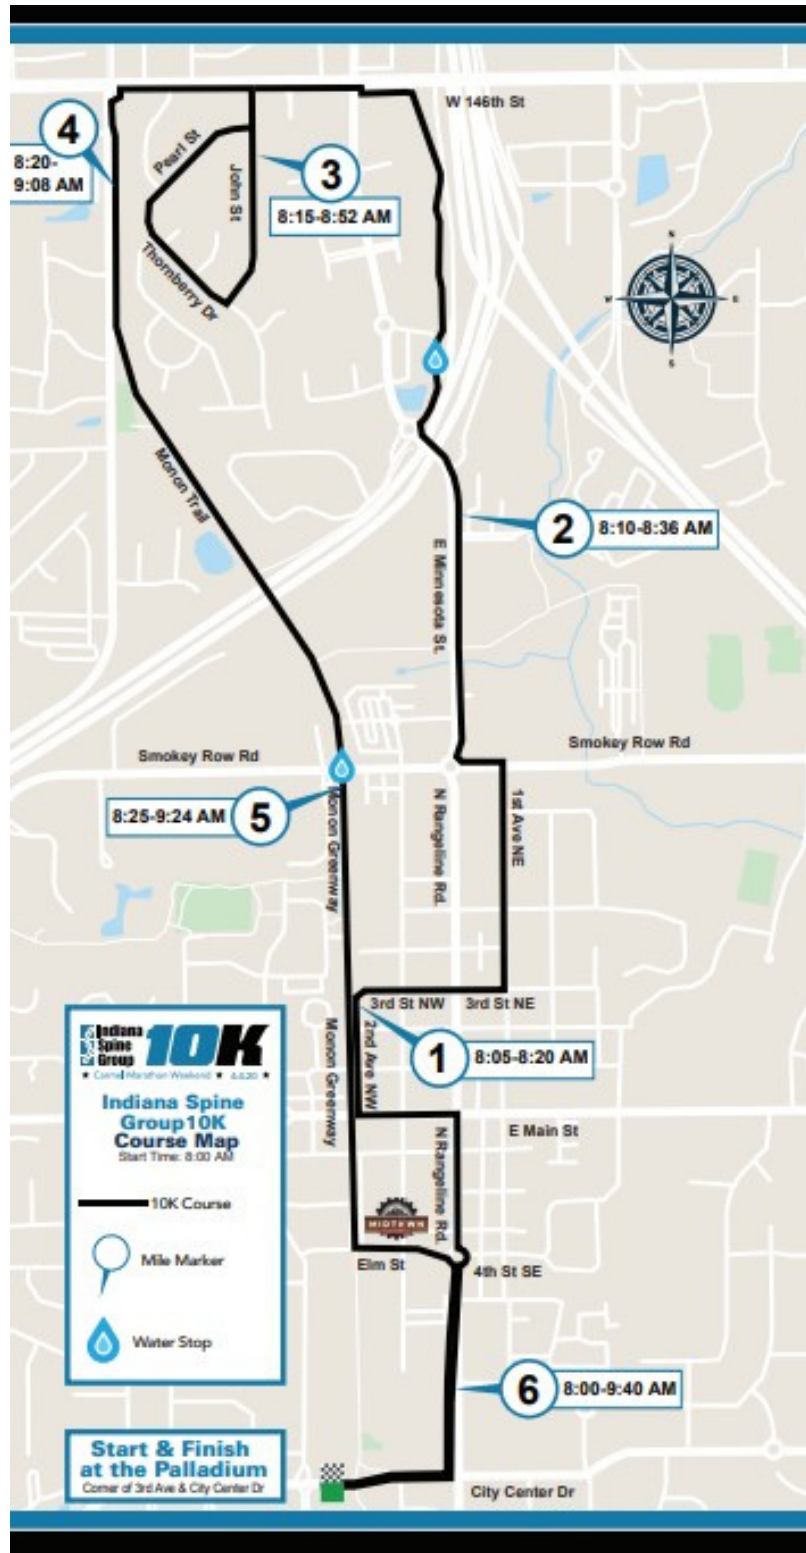 W 146th St
4
8:20-
9:08 AM
Pearl St
3
John St
8:15-8:52 AM
Thornberry Dr
N
W
E
S
Monon Trail
2
8:10-8:36 AM
E Minnesota St.
Smokey Row Rd
Smokey Row Rd
8:25-9:24 AM
5
Monon Greenway
N Rangeline Rd.
1st Ave NE
3rd St NW
3rd St NE
1
8:05-8:20 AM
2nd Ave NW
Monon Greenway
E Main St
N Rangeline Rd.
MIDTOWN
Elm St
4th St SE
6
8:00-9:40 AM
City Center Dr
Indiana
Spine
Group
10K
★ Carmel Marathon Weekend ★ 4.4.20 ★
Indiana Spine
Group10K
Course Map
Start Time: 8:00 AM
10K Course
Mile Marker
Water Stop
Start & Finish
at the Palladium
Corner of 3rd Ave & City Center Dr